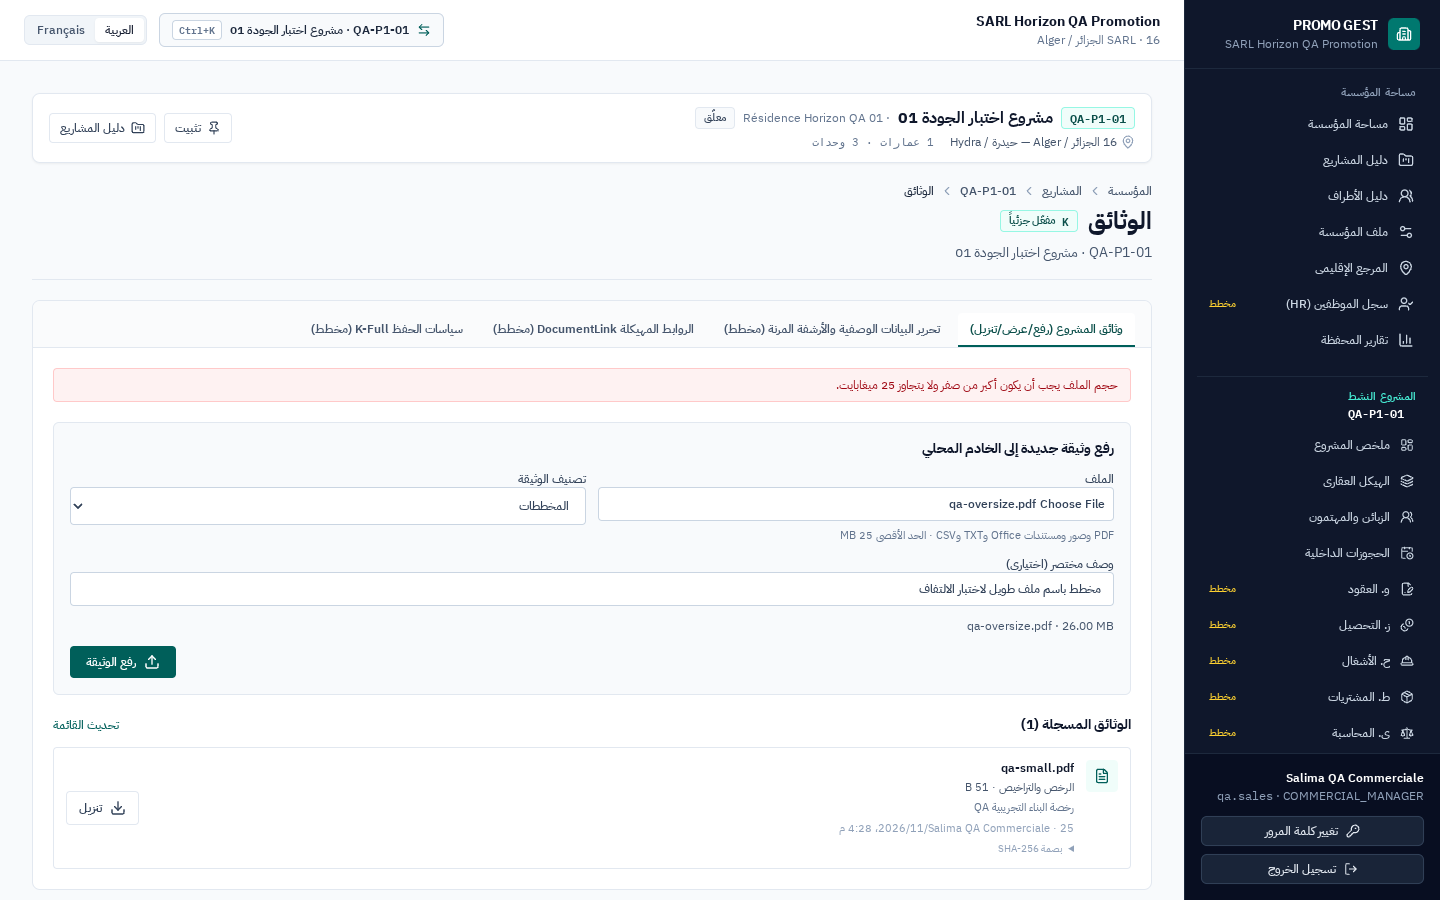 PROMO GEST
SARL Horizon QA Promotion
مساحة المؤسسة
مساحة المؤسسة
دليل المشاريع
دليل الأطراف
ملف المؤسسة
المرجع الإقليمي
سجل الموظفين (HR) مخطط
تقارير المحفظة
المشروع النشط
QA-P1-01
ملخص المشروع
الهيكل العقاري
الزبائن والمهتمون
الحجوزات الداخلية
و. العقود مخطط
ز. التحصيل مخطط
ح. الأشغال مخطط
ط. المشتريات مخطط
ي. المحاسبة مخطط
Salima QA Commerciale
qa.sales · COMMERCIAL_MANAGER
تغيير كلمة المرور
تسجيل الخروج
SARL Horizon QA Promotion
SARL · 16 الجزائر / Alger
QA-P1-01 · مشروع اختبار الجودة 01 Ctrl+K
العربية Français
QA-P1-01 مشروع اختبار الجودة 01 · Résidence Horizon QA 01 معلّق
16 الجزائر / Alger — حيدرة / Hydra 1 عمارات · 3 وحدات
تثبيت دليل المشاريع
المؤسسة › المشاريع › QA-P1-01 › الوثائق
الوثائق K مفعّل جزئياً
QA-P1-01 · مشروع اختبار الجودة 01
وثائق المشروع (رفع/عرض/تنزيل) تحرير البيانات الوصفية والأرشفة المرنة (مخطط) الروابط المهيكلة DocumentLink (مخطط) سياسات الحفظ K-Full (مخطط)
حجم الملف يجب أن يكون أكبر من صفر ولا يتجاوز 25 ميغابايت.
رفع وثيقة جديدة إلى الخادم المحلي
الملف تصنيف الوثيقة
Choose File qa-oversize.pdf المخططات
PDF وصور ومستندات Office وTXT وCSV · الحد الأقصى 25 MB
وصف مختصر (اختياري)
مخطط باسم ملف طويل لاختبار الالتفاف
qa-oversize.pdf · 26.00 MB
رفع الوثيقة
الوثائق المسجلة (1) تحديث القائمة
qa-small.pdf
الرخص والتراخيص · 51 B
رخصة البناء التجريبية QA
Salima QA Commerciale · 25/11/2026، 4:28 م
بصمة SHA-256
تنزيل